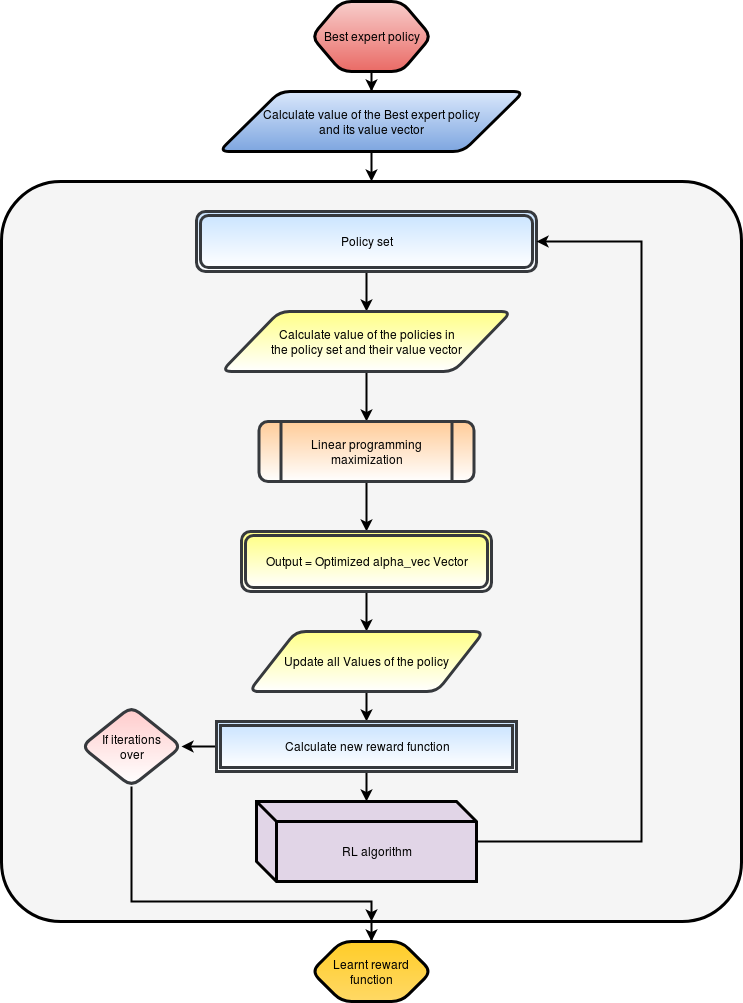 Best expert policy
Calculate value of the Best expert policy
and its value vector
Policy set
Calculate value of the policies in
the policy set and their value vector
Linear programming
maximization
Output = Optimized alpha_vec Vector
Update all Values of the policy
If iterations
over
Calculate new reward function
RL algorithm
Learnt reward
function